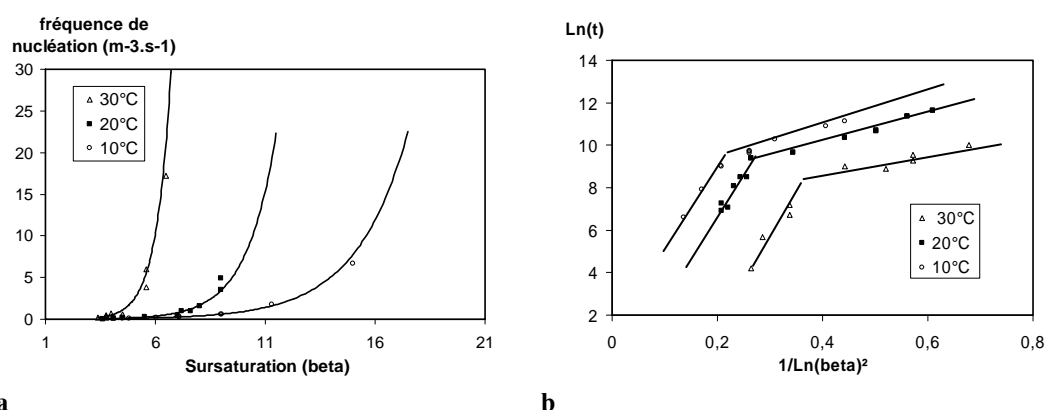 fréquence de
nucléation (m-3.s-1)
30
25
20
15
10
5
0
1
6
11
16
21
Sursaturation (beta)
30°C
20°C
10°C
a
Ln(t)
14
12
10
8
6
4
2
0
0,2
0,4
0,6
0,8
1/Ln(beta)²
30°C
20°C
10°C
b